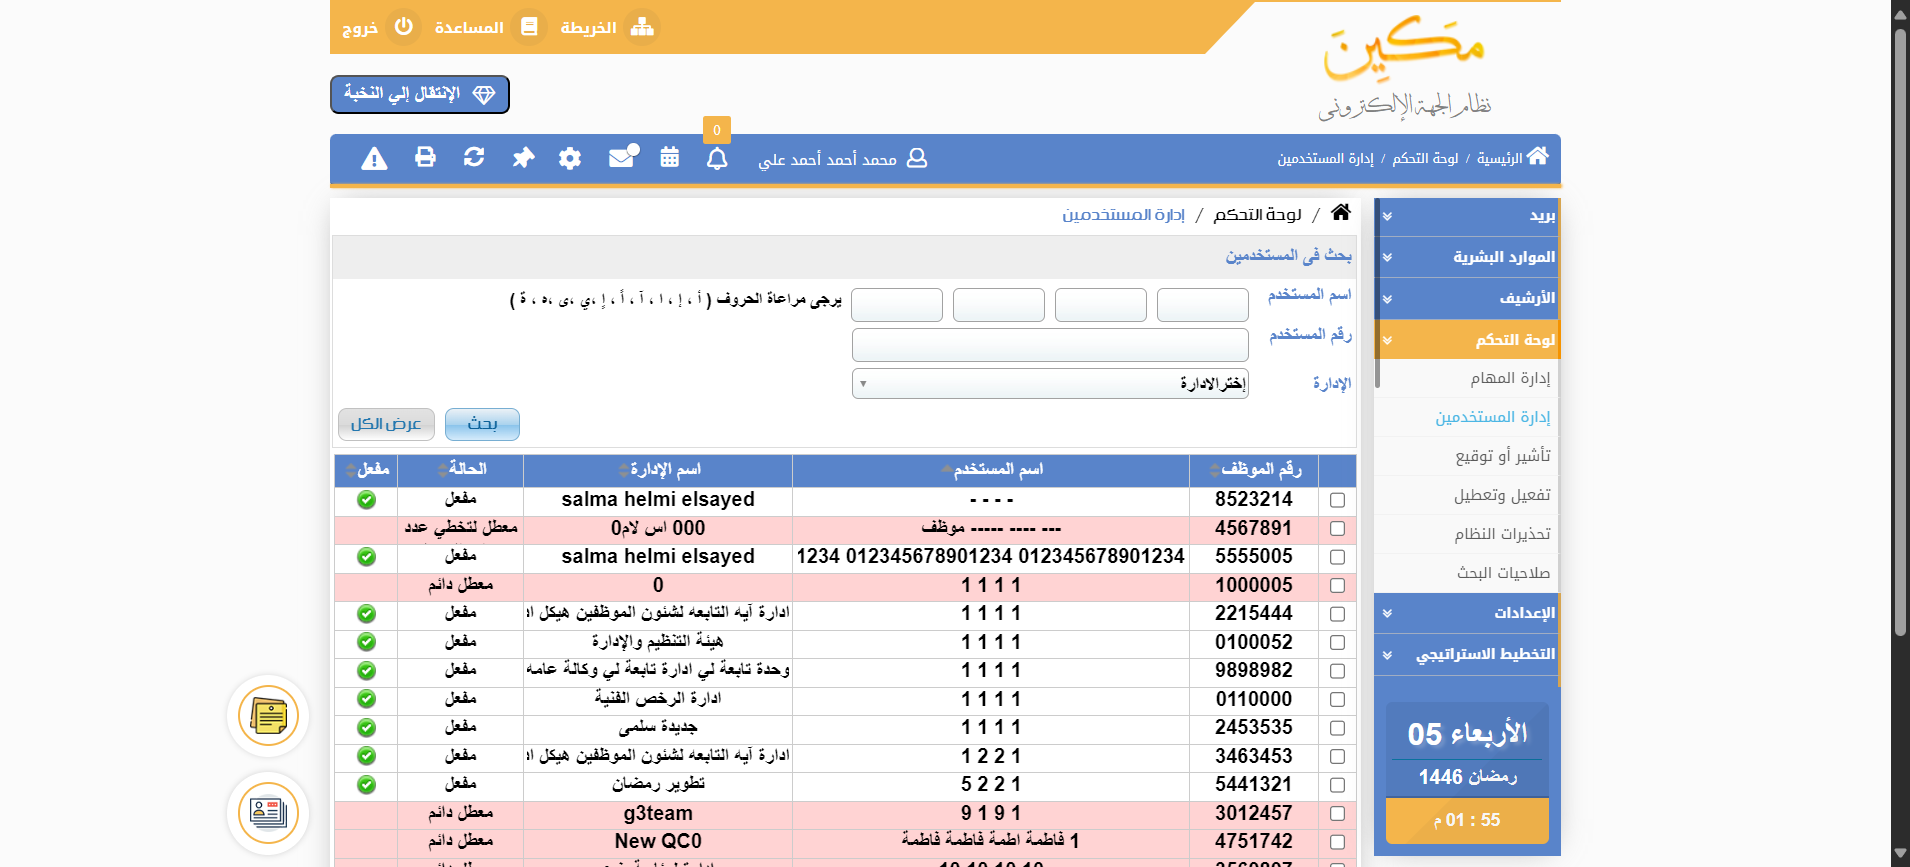 الخريطة المساعدة خروج
مكين
نظام الجهة الإلكترونى
الإنتقال إلي النخبة
0
الرئيسية / لوحة التحكم / إدارة المستخدمين
محمد أحمد أحمد علي
بريد
الموارد البشرية
الأرشيف
لوحة التحكم
إدارة المهام
إدارة المستخدمين
تأشير أو توقيع
تفعيل وتعطيل
تحذيرات النظام
صلاحيات البحث
الإعدادات
التخطيط الاستراتيجي
الأربعاء 05
رمضان 1446
01 : 55 م
/ لوحة التحكم / إدارة المستخدمين
بحث فى المستخدمين
اسم المستخدم
يرجى مراعاة الحروف ( أ ، إ ، ا ، آ ، اً ، إٍ ،ي ،ى ،ه ، ة )
رقم المستخدم
الإدارة إخترالادارة
بحث عرض الكل
رقم الموظف اسم المستخدم اسم الإدارة الحالة مفعل
8523214 - - - - salma helmi elsayed مفعل
4567891 --- ---- ----- موظف 000 اس لام0 معطل لتخطي عدد
5555005 1234 012345678901234 012345678901234 salma helmi elsayed مفعل
1000005 1 1 1 1 0 معطل دائم
2215444 1 1 1 1 ادارة آيه التابعه لشئون الموظفين هيكل اد مفعل
0100052 1 1 1 1 هيئة التنظيم والإدارة مفعل
9898982 1 1 1 1 وحدة تابعة لي ادارة تابعة لي وكالة عامه مفعل
0110000 1 1 1 1 ادارة الرخص الفنية مفعل
2453535 1 1 1 1 جديدة سلمى مفعل
3463453 1 2 2 1 ادارة آيه التابعه لشئون الموظفين هيكل اد مفعل
5441321 5 2 2 1 تطوير رمضان مفعل
3012457 9 1 9 1 g3team معطل دائم
4751742 1 فاطمة اطمة فاطمة فاطمة New QC0 معطل دائم